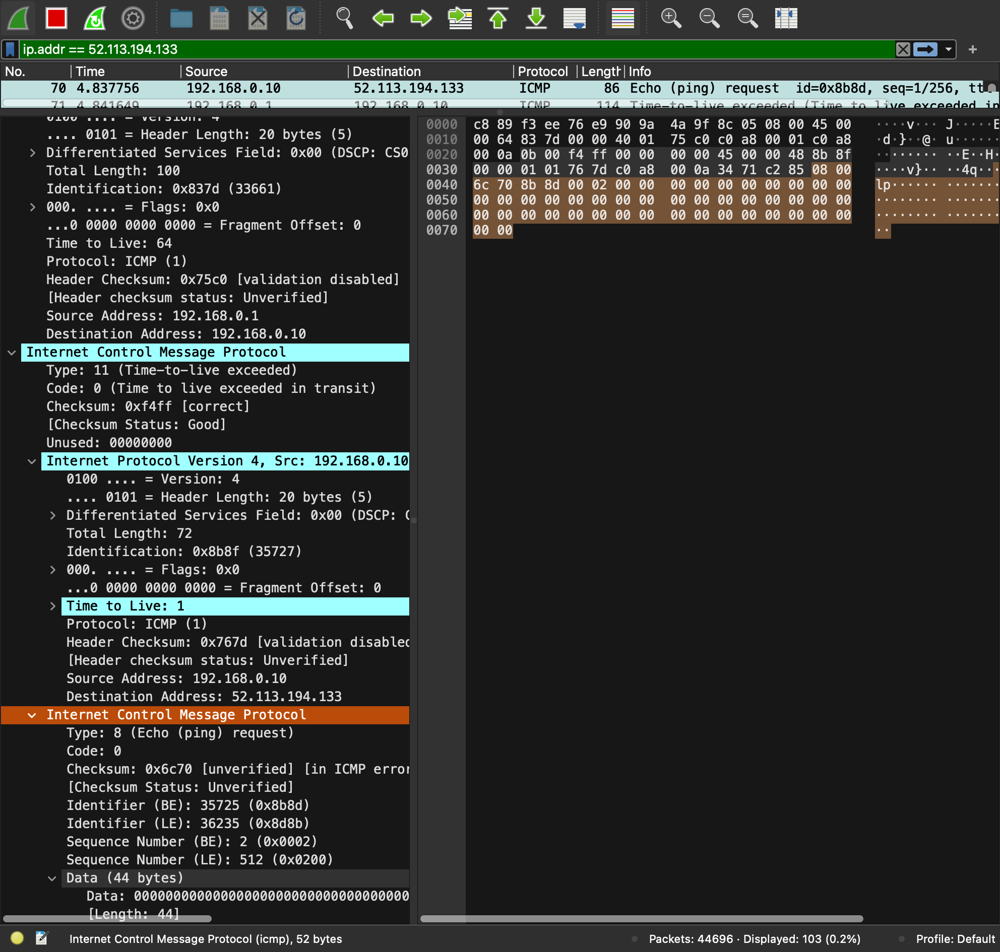 ip.addr == 52.113.194.133
No. Time Source Destination Protocol Length Info
70 4.837756 192.168.0.10 52.113.194.133 ICMP 86 Echo (ping) request id=0x8b8d, seq=1/256, ttl
71 4.841649 192.168.0.1 192.168.0.10 ICMP 114 Time-to-live exceeded (Time to live exceeded in
0100 .... = Version: 4
.... 0101 = Header Length: 20 bytes (5)
Differentiated Services Field: 0x00 (DSCP: CS0
Total Length: 100
Identification: 0x837d (33661)
000. .... = Flags: 0x0
...0 0000 0000 0000 = Fragment Offset: 0
Time to Live: 64
Protocol: ICMP (1)
Header Checksum: 0x75c0 [validation disabled]
[Header checksum status: Unverified]
Source Address: 192.168.0.1
Destination Address: 192.168.0.10
Internet Control Message Protocol
Type: 11 (Time-to-live exceeded)
Code: 0 (Time to live exceeded in transit)
Checksum: 0xf4ff [correct]
[Checksum Status: Good]
Unused: 00000000
Internet Protocol Version 4, Src: 192.168.0.10
0100 .... = Version: 4
.... 0101 = Header Length: 20 bytes (5)
Differentiated Services Field: 0x00 (DSCP: C
Total Length: 72
Identification: 0x8b8f (35727)
000. .... = Flags: 0x0
...0 0000 0000 0000 = Fragment Offset: 0
Time to Live: 1
Protocol: ICMP (1)
Header Checksum: 0x767d [validation disabled
[Header checksum status: Unverified]
Source Address: 192.168.0.10
Destination Address: 52.113.194.133
Internet Control Message Protocol
Type: 8 (Echo (ping) request)
Code: 0
Checksum: 0x6c70 [unverified] [in ICMP error
[Checksum Status: Unverified]
Identifier (BE): 35725 (0x8b8d)
Identifier (LE): 36235 (0x8d8b)
Sequence Number (BE): 2 (0x0002)
Sequence Number (LE): 512 (0x0200)
Data (44 bytes)
Data: 00000000000000000000000000000000000
[Length: 44]
0000 c8 89 f3 ee 76 e9 90 9a 4a 9f 8c 05 08 00 45 00 ····v··· J·····E
0010 00 64 83 7d 00 00 40 01 75 c0 c0 a8 00 01 c0 a8 ·d·}··@· u······
0020 00 0a 0b 00 f4 ff 00 00 00 00 45 00 00 48 8b 8f ········ ··E··H·
0030 00 00 01 01 76 7d c0 a8 00 0a 34 71 c2 85 08 00 ····v}·· ··4q···
0040 6c 70 8b 8d 00 02 00 00 00 00 00 00 00 00 00 00 lp······ ·······
0050 00 00 00 00 00 00 00 00 00 00 00 00 00 00 00 00 ········ ·······
0060 00 00 00 00 00 00 00 00 00 00 00 00 00 00 00 00 ········ ·······
0070 00 00 ··
Internet Control Message Protocol (icmp), 52 bytes
Packets: 44696 · Displayed: 103 (0.2%)
Profile: Default